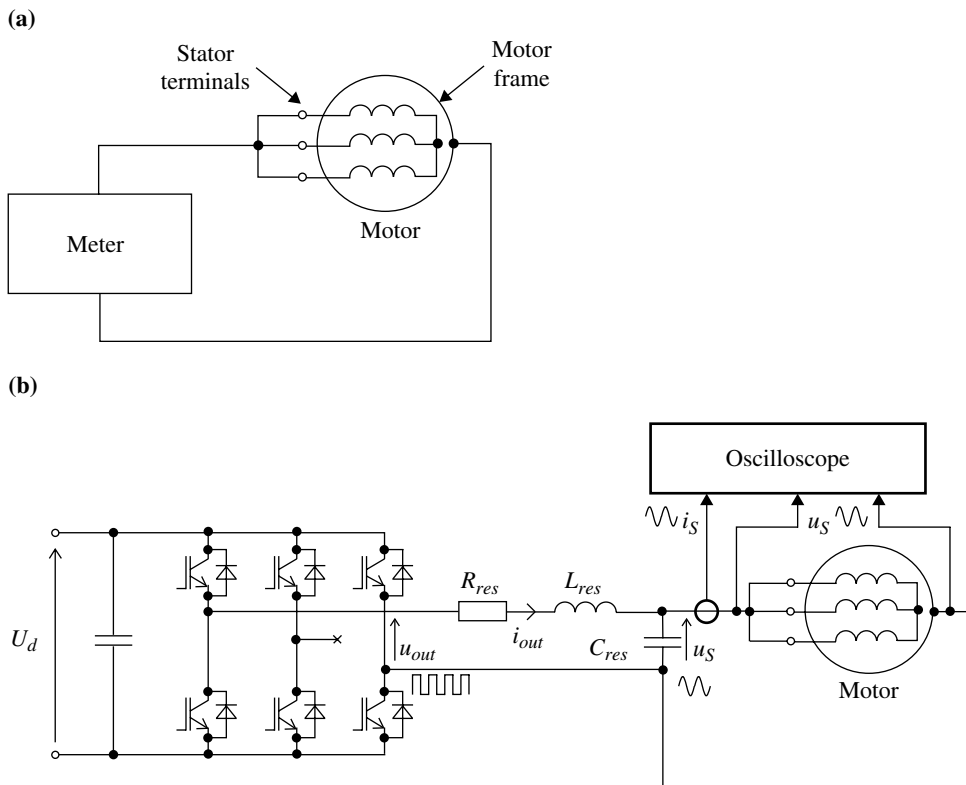 (a)
Stator
terminals
Motor
frame
Meter
Motor
(b)
Oscilloscope
i_S
u_S
R_res
L_res
U_d
u_out
i_out
C_res
u_S
Motor